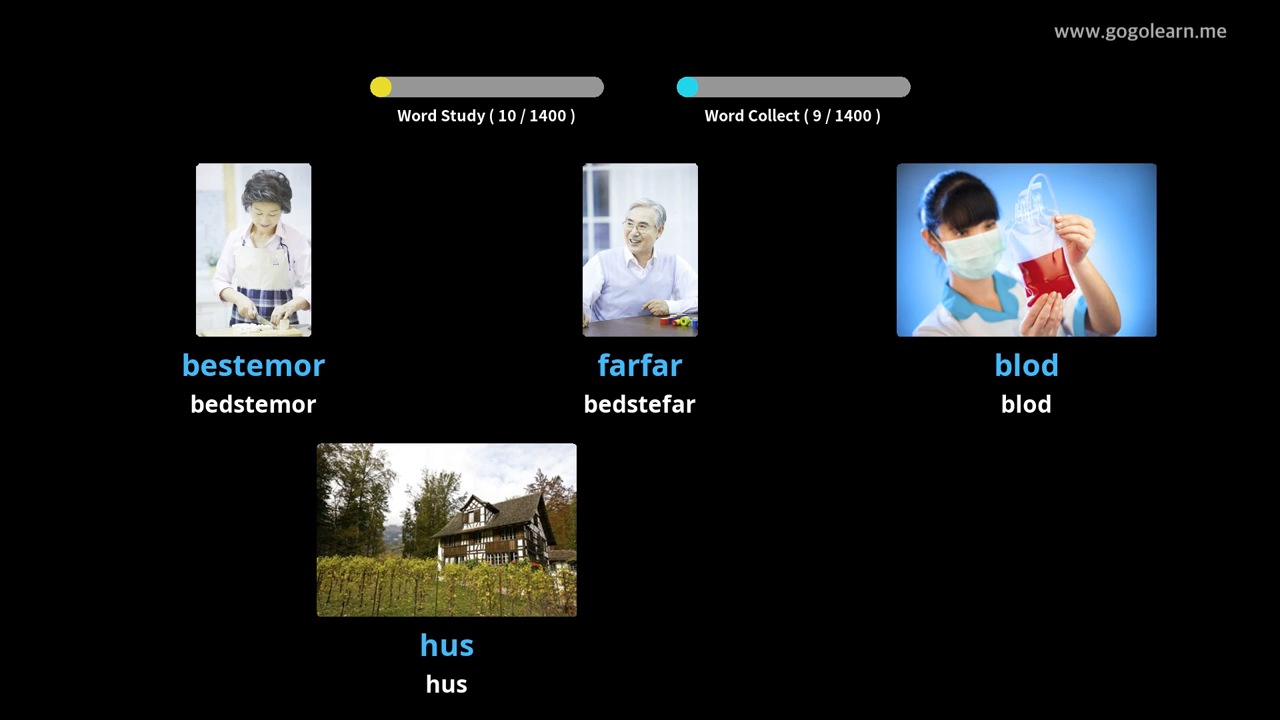 www.gogolearn.me
Word Study ( 10 / 1400 )
Word Collect ( 9 / 1400 )
bestemor
bedstemor
farfar
bedstefar
blod
blod
hus
hus